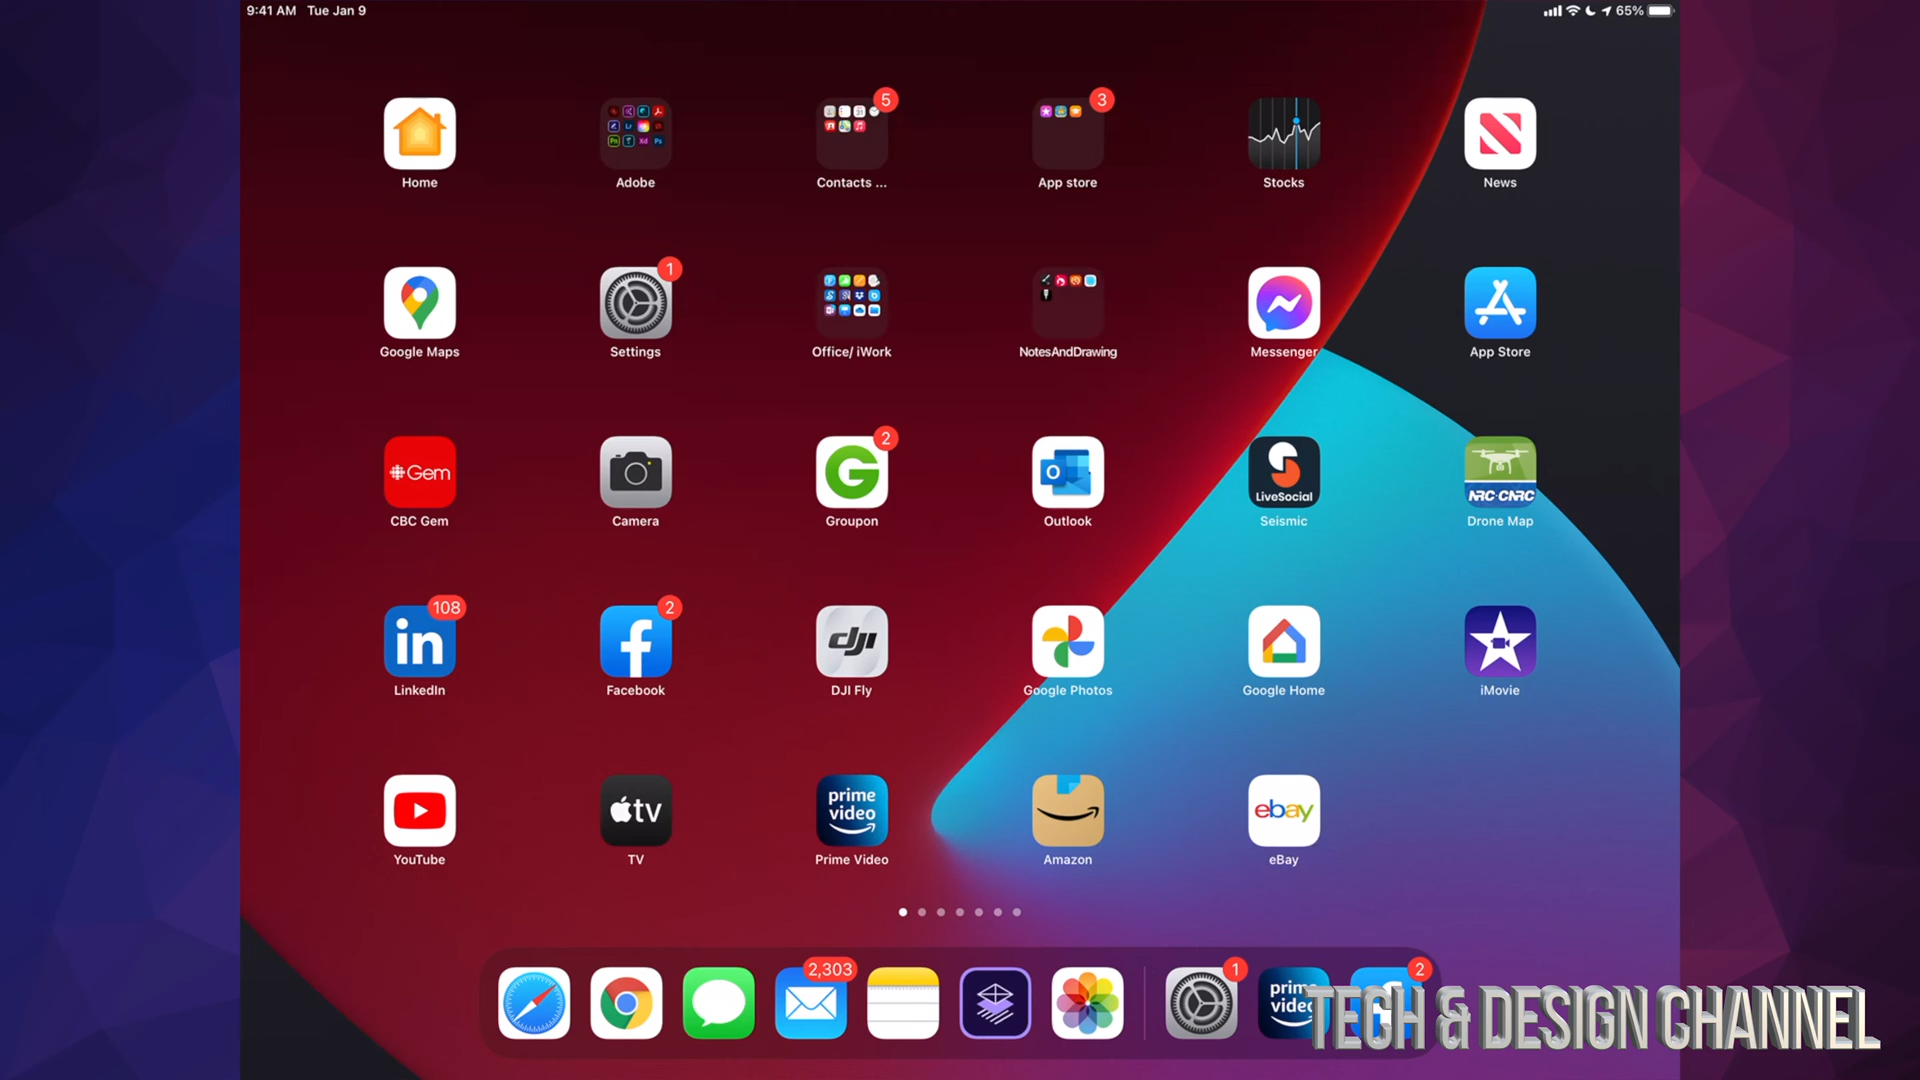 9:41 AM Tue Jan 9
65%
5
3
Home
Adobe
Contacts ...
App store
Stocks
News
1
Google Maps
Settings
Office/ iWork
NotesAndDrawing
Messenger
App Store
Gem
2
LiveSocial
NRC·CNRC
CBC Gem
Camera
Groupon
Outlook
Seismic
Drone Map
108
2
in
dji
LinkedIn
Facebook
DJI Fly
Google Photos
Google Home
iMovie
tv
prime video
ebay
YouTube
TV
Prime Video
Amazon
eBay
2,303
1
2
prime
video
TECH & DESIGN CHANNEL